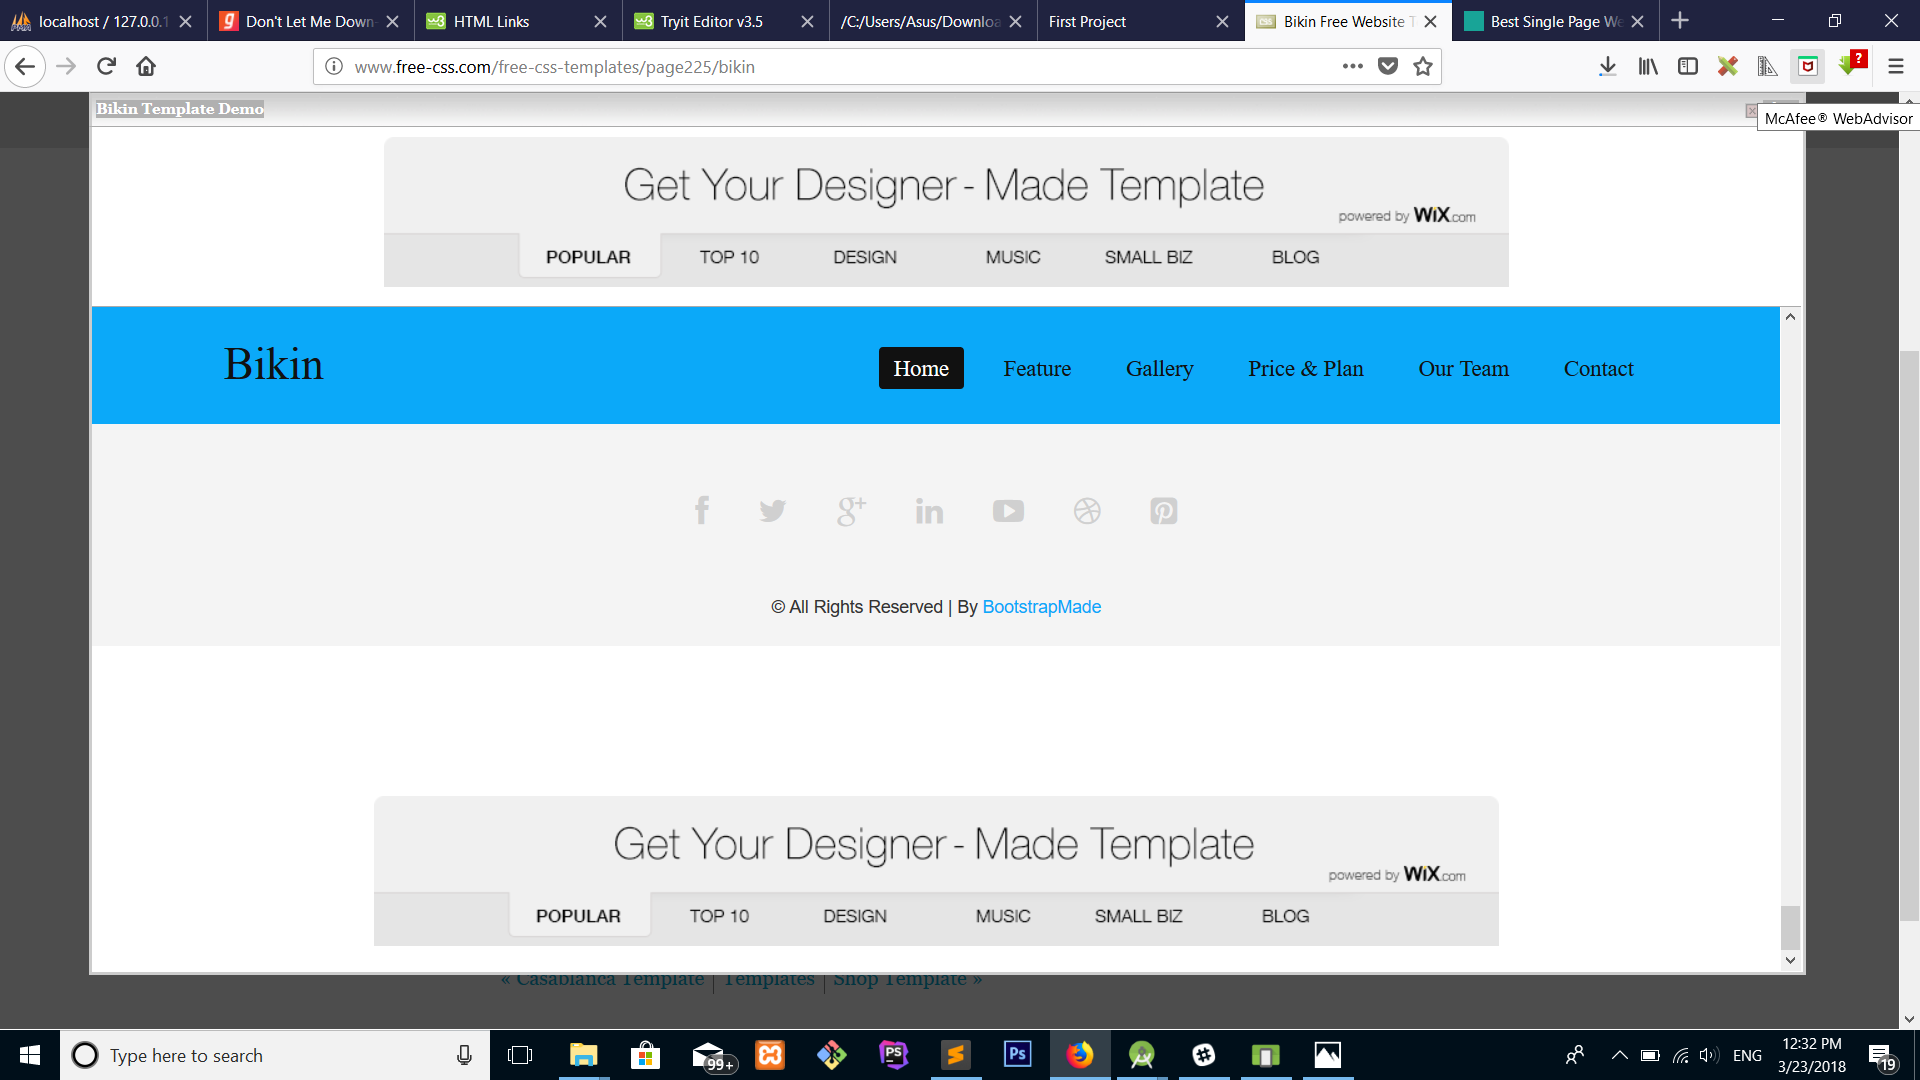 localhost / 127.0.0.1
Don't Let Me Down
HTML Links
Tryit Editor v3.5
/C:/Users/Asus/Downloa
First Project
Bikin Free Website T
Best Single Page We
www.free-css.com/free-css-templates/page225/bikin
?
Bikin Template Demo
McAfee® WebAdvisor
Get Your Designer - Made Template
powered by WiX.com
POPULAR TOP 10 DESIGN MUSIC SMALL BIZ BLOG
Bikin
Home Feature Gallery Price & Plan Our Team Contact
© All Rights Reserved | By BootstrapMade
Get Your Designer - Made Template
powered by WiX.com
POPULAR TOP 10 DESIGN MUSIC SMALL BIZ BLOG
« Casablanca Template | Templates | Shop Template »
Type here to search
99+
PS
Ps
ENG
12:32 PM
3/23/2018
19